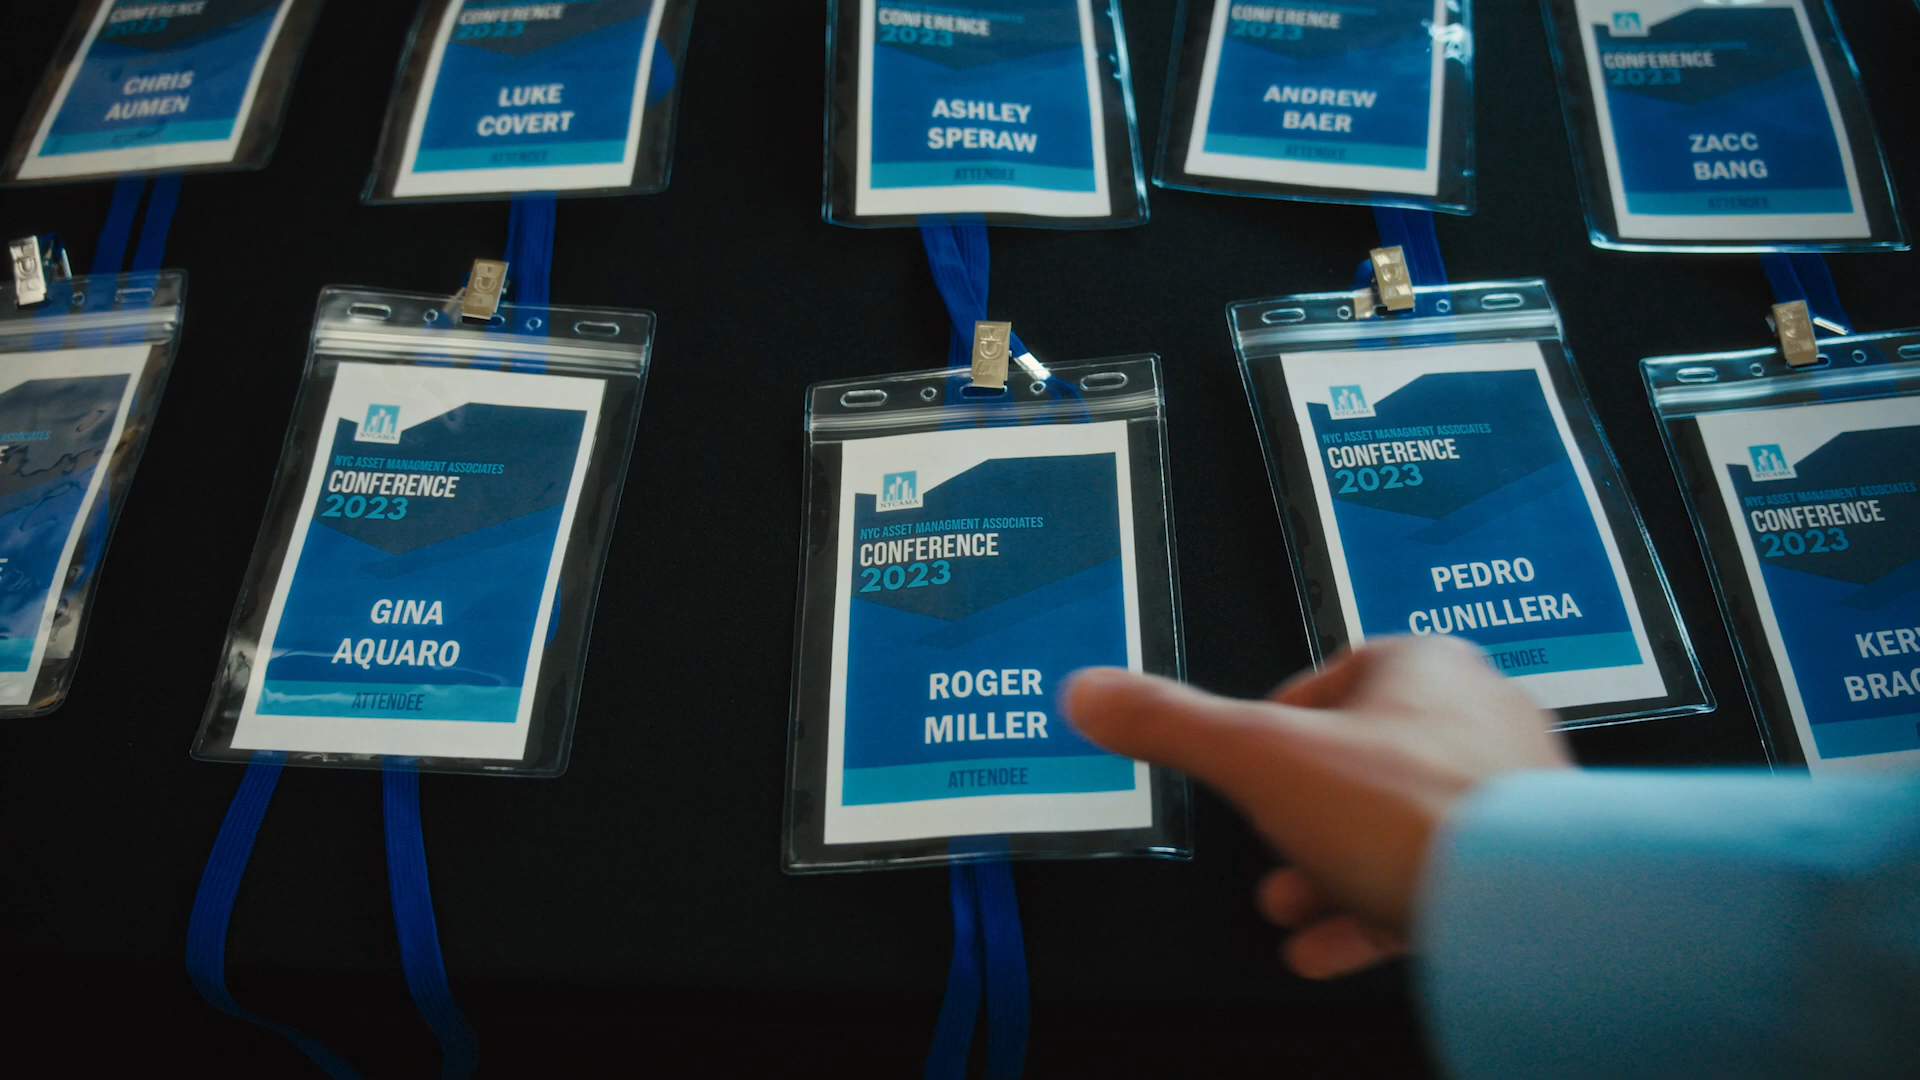 CONFERENCE
2023
CHRIS
AUMEN
CONFERENCE
2023
LUKE
COVERT
ATTENDEE
CONFERENCE
2023
ASHLEY
SPERAW
ATTENDEE
CONFERENCE
2023
ANDREW
BAER
ATTENDEE
CONFERENCE
2023
ZACC
BANG
ATTENDEE
NYCAMA
NYC ASSET MANAGMENT ASSOCIATES
CONFERENCE
2023
GINA
AQUARO
ATTENDEE
NYCAMA
NYC ASSET MANAGMENT ASSOCIATES
CONFERENCE
2023
ROGER
MILLER
ATTENDEE
NYCAMA
NYC ASSET MANAGMENT ASSOCIATES
CONFERENCE
2023
PEDRO
CUNILLERA
TTENDEE
NYCAMA
NYC ASSET MANAGMENT ASSOCIATES
CONFERENCE
2023
KER
BRA